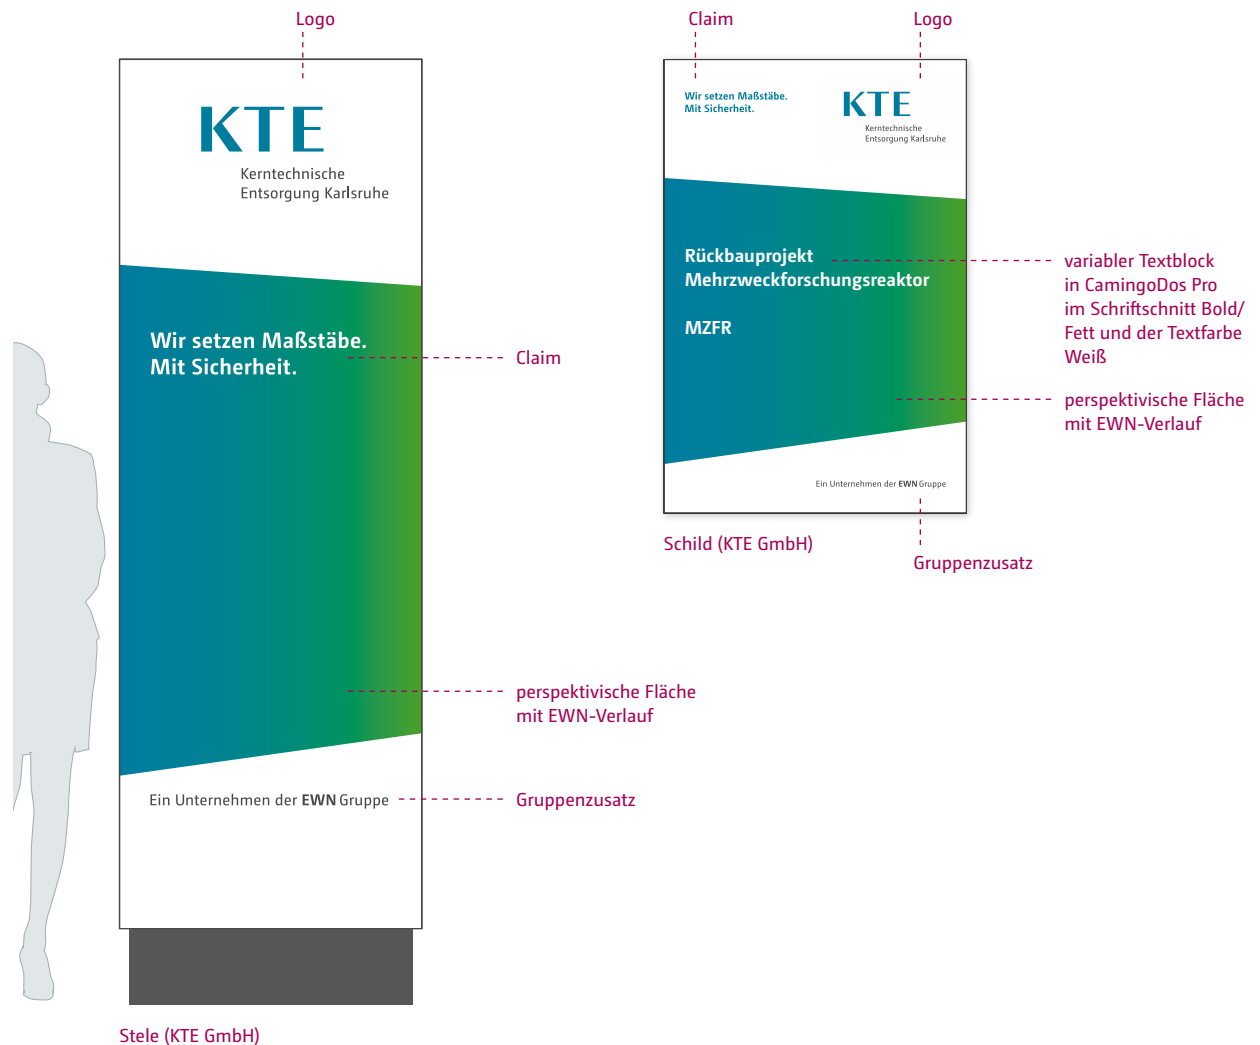 Logo
KTE
Kerntechnische
Entsorgung Karlsruhe
Wir setzen Maßstäbe.
Mit Sicherheit.
Claim
perspektivische Fläche
mit EWN-Verlauf
Ein Unternehmen der EWN Gruppe
Gruppenzusatz
Stele (KTE GmbH)
Claim
Logo
Wir setzen Maßstäbe.
Mit Sicherheit.
KTE
Kerntechnische
Entsorgung Karlsruhe
Rückbauprojekt
Mehrzweckforschungsreaktor
MZFR
variabler Textblock
in CamingoDos Pro
im Schriftschnitt Bold/
Fett und der Textfarbe
Weiß
perspektivische Fläche
mit EWN-Verlauf
Ein Unternehmen der EWN Gruppe
Schild (KTE GmbH)
Gruppenzusatz